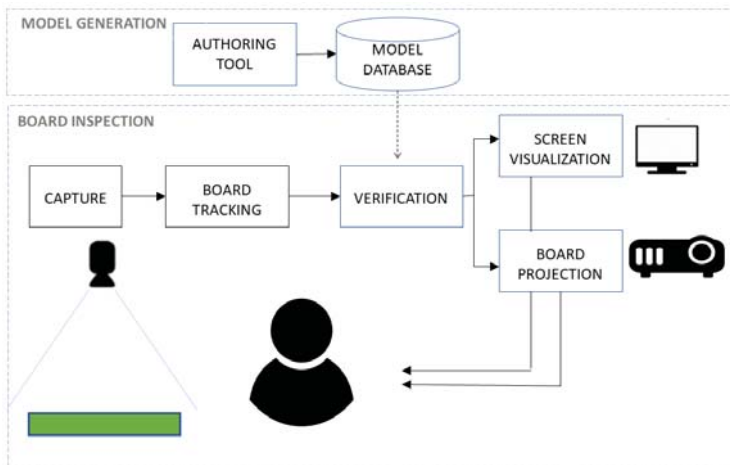 MODEL GENERATION
AUTHORING
TOOL
MODEL
DATABASE
BOARD INSPECTION
SCREEN
VISUALIZATION
CAPTURE
BOARD
TRACKING
VERIFICATION
BOARD
PROJECTION